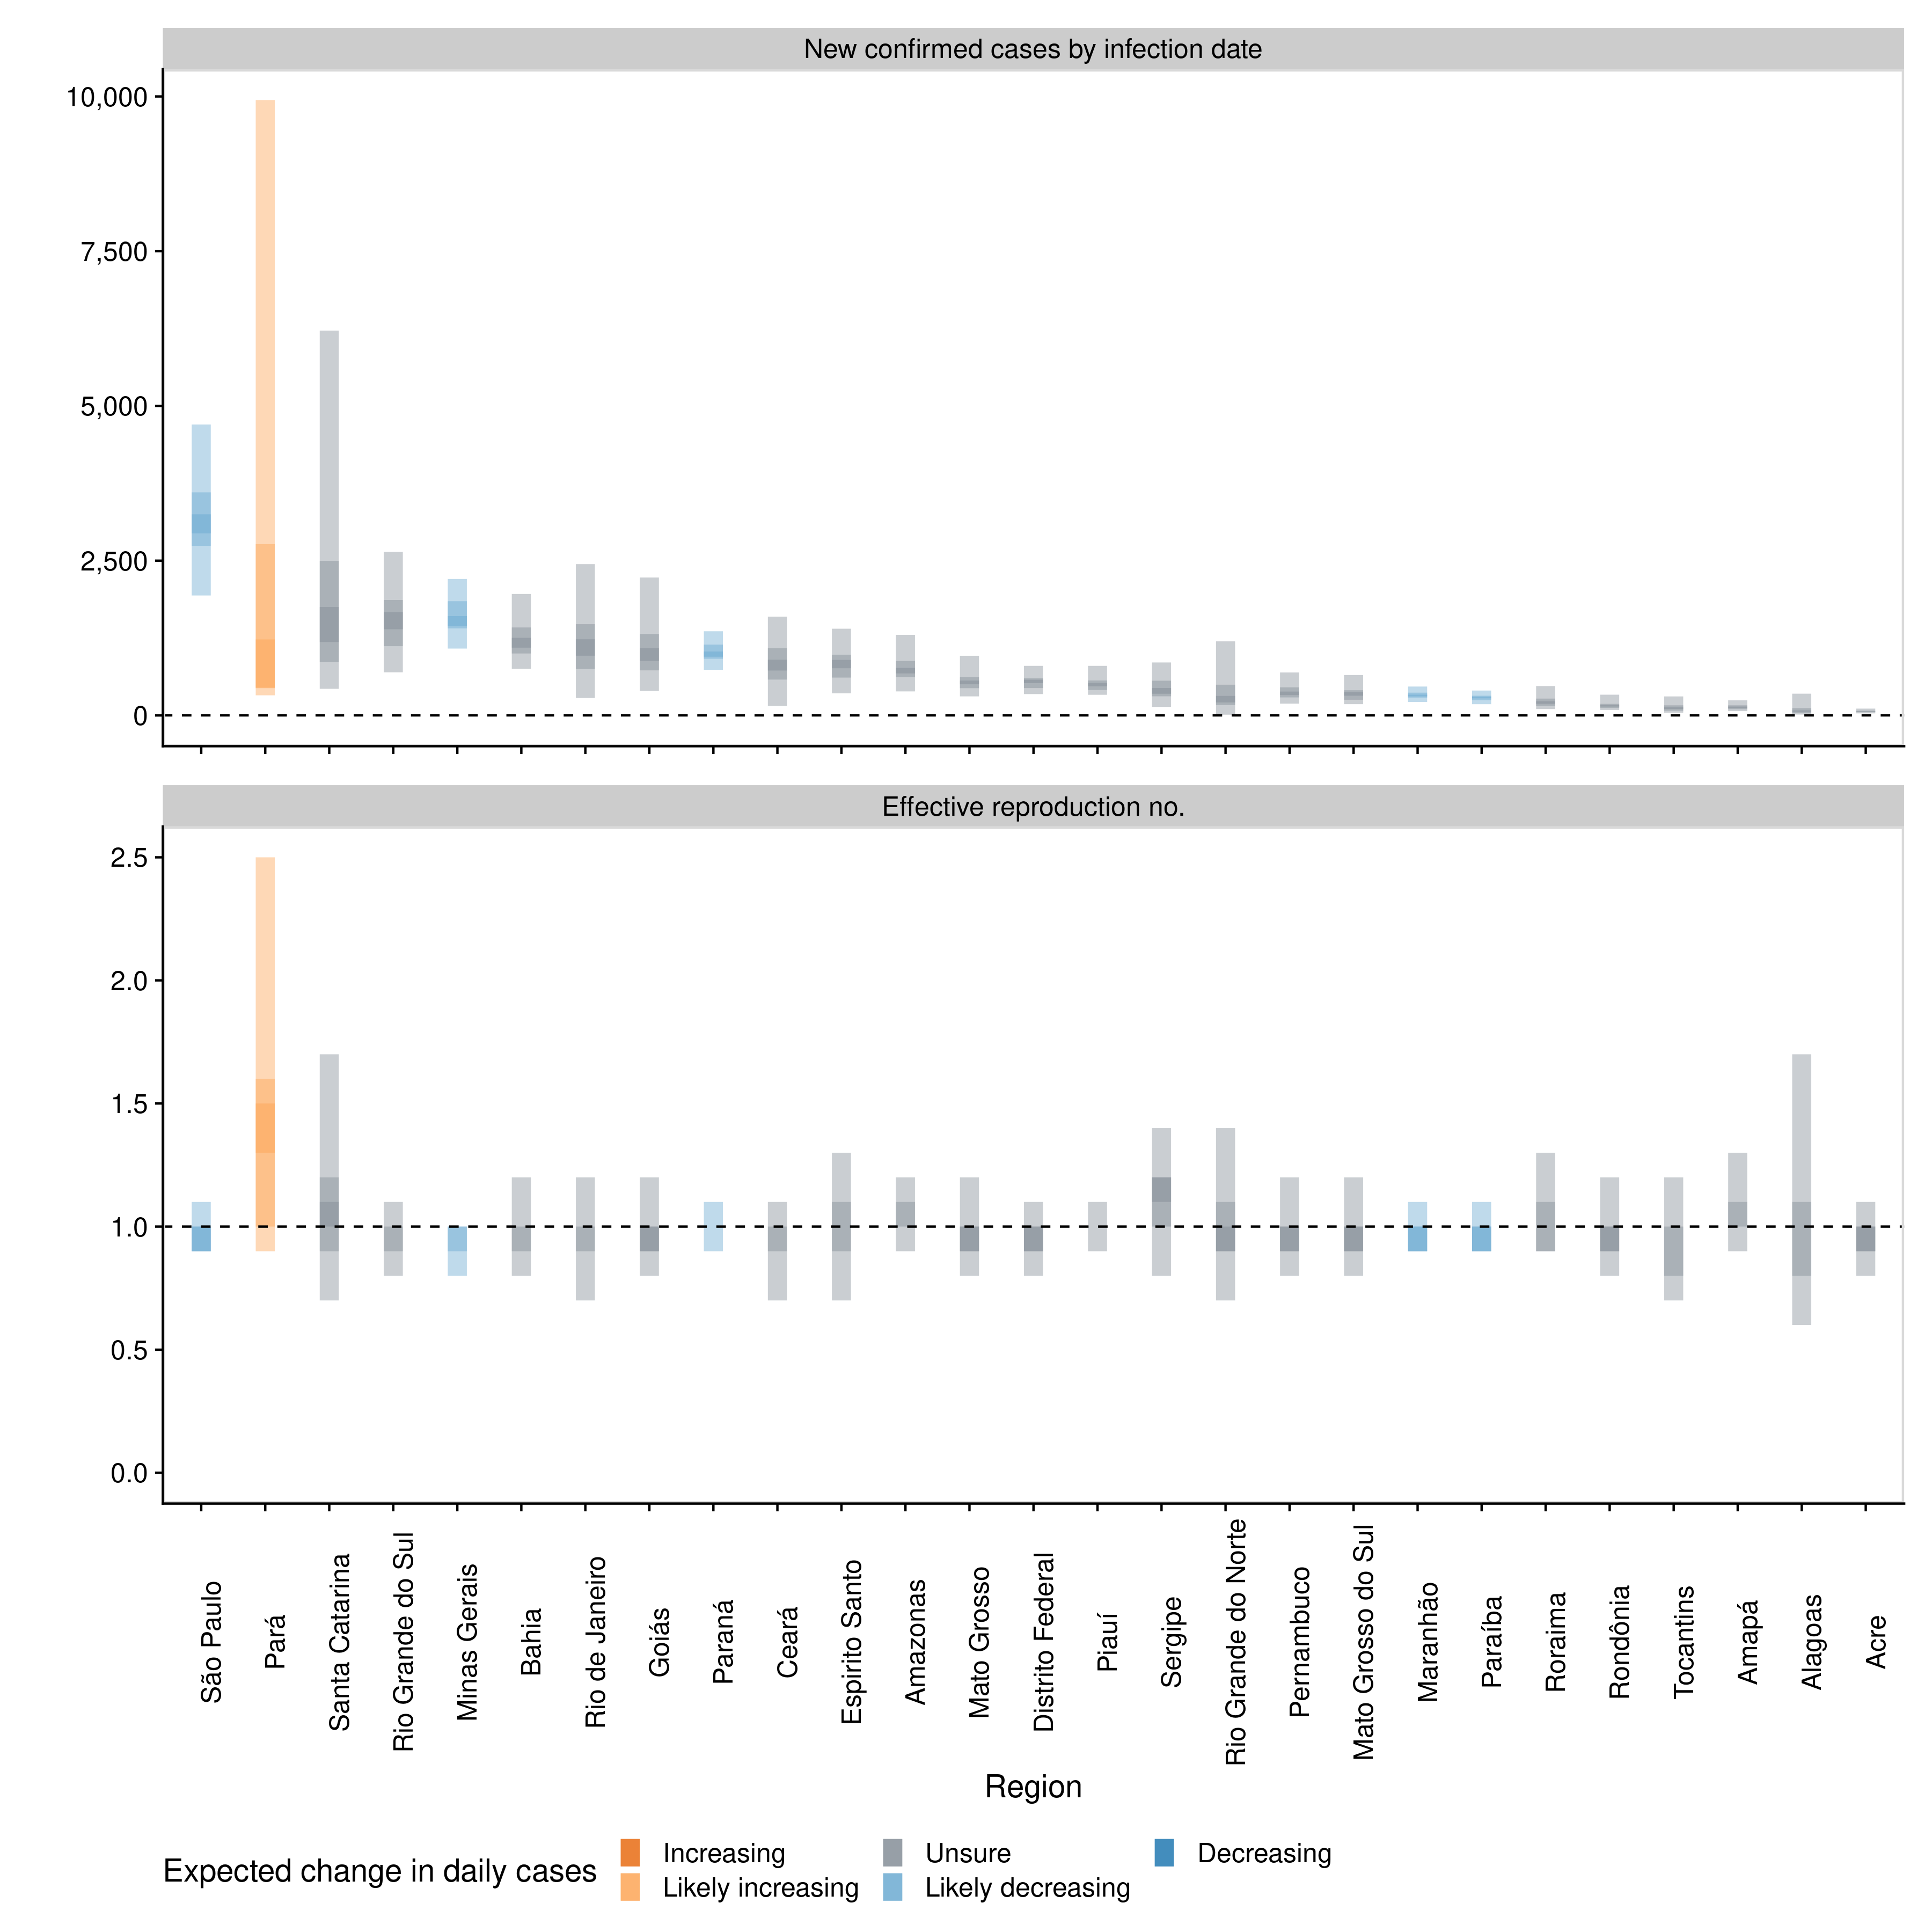 New confirmed cases by infection date
10,000
7,500
5,000
2,500
0
Effective reproduction no.
2.5
2.0
1.5
1.0
0.5
0.0
São Paulo
Pará
Santa Catarina
Rio Grande do Sul
Minas Gerais
Bahia
Rio de Janeiro
Goiás
Paraná
Ceará
Espirito Santo
Amazonas
Mato Grosso
Distrito Federal
Piauí
Sergipe
Rio Grande do Norte
Pernambuco
Mato Grosso do Sul
Maranhão
Paraíba
Roraima
Rondônia
Tocantins
Amapá
Alagoas
Acre
Region
Expected change in daily cases
Increasing
Likely increasing
Unsure
Likely decreasing
Decreasing